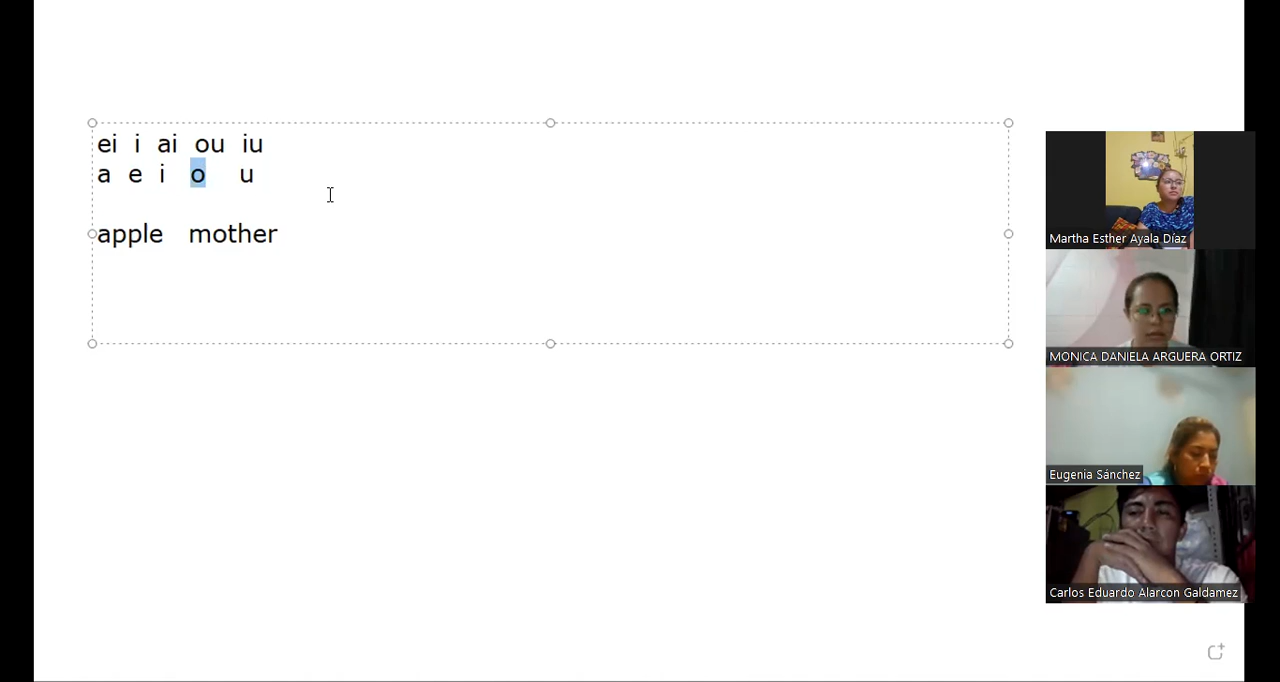 ei i ai ou iu
a e i o u
apple mother
Martha Esther Ayala Díaz
MONICA DANIELA ARGUERA ORTIZ
Eugenia Sánchez
Carlos Eduardo Alarcon Galdamez